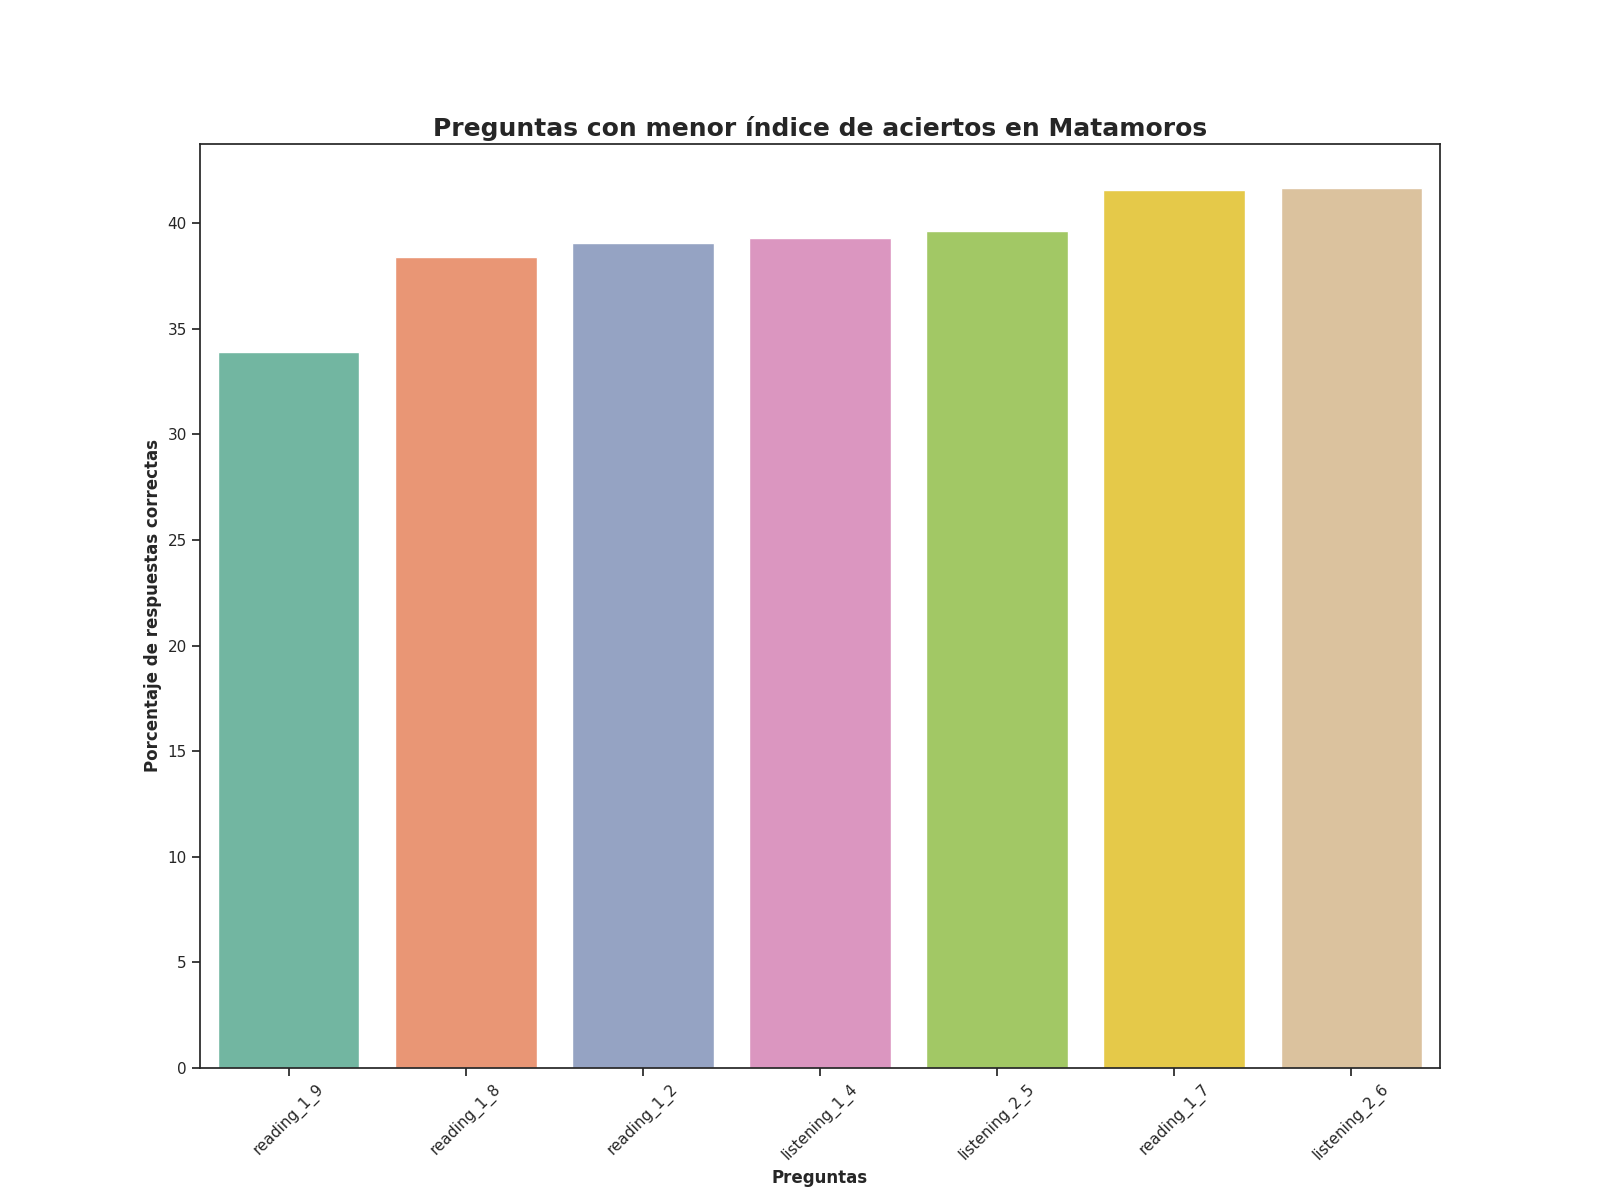 Preguntas con menor índice de aciertos en Matamoros
Porcentaje de respuestas correctas
40
35
30
25
20
15
10
5
0
reading_1_9
reading_1_8
reading_1_2
listening_1_4
listening_2_5
reading_1_7
listening_2_6
Preguntas